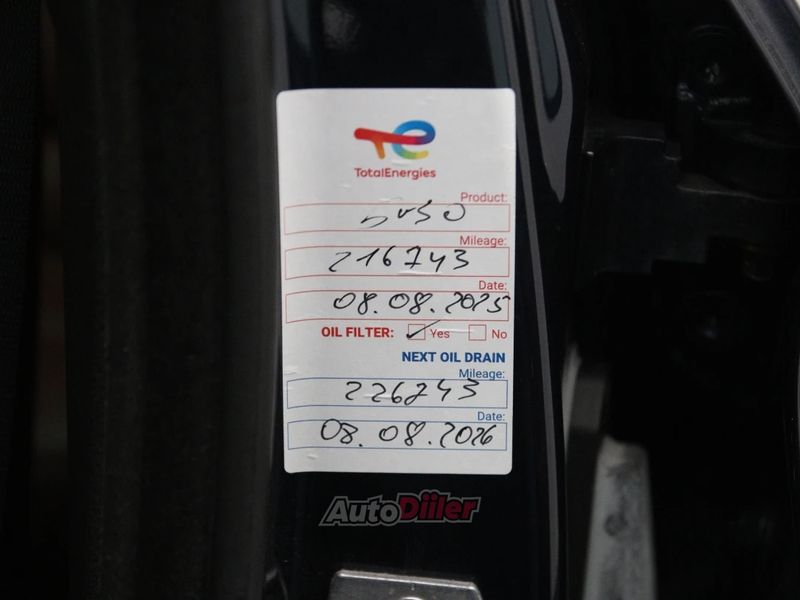 TotalEnergies
Product:
Mileage:
216743
Date:
08.08.2025
OIL FILTER: Yes No
NEXT OIL DRAIN
Mileage:
226743
Date:
08.08.2026
AutoDiiler